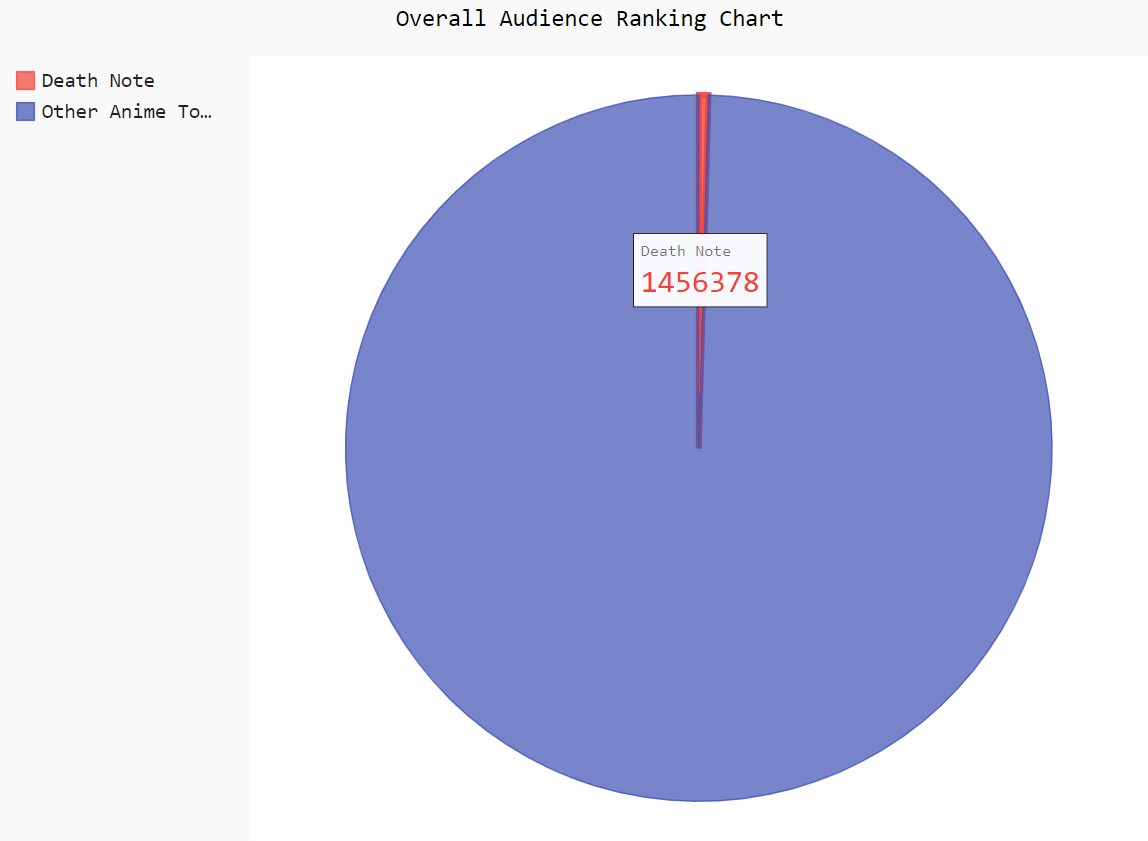 Overall Audience Ranking Chart
Death Note
Other Anime To…
Death Note
1456378